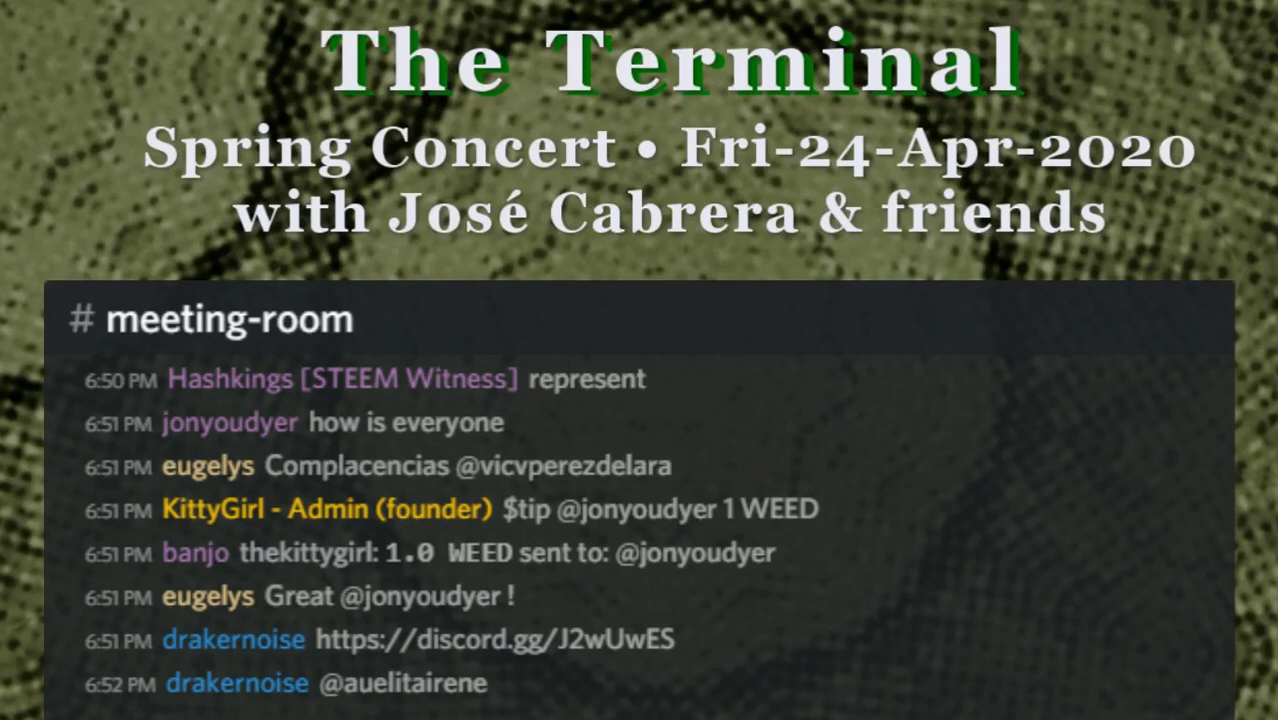 The Terminal
Spring Concert • Fri-24-Apr-2020
with José Cabrera & friends
# meeting-room
6:50 PM Hashkings [STEEM Witness] represent
6:51 PM jonyoudyer how is everyone
6:51 PM eugelys Complacencias @vicvperezdelara
6:51 PM KittyGirl - Admin (founder) $tip @jonyoudyer 1 WEED
6:51 PM banjo thekittygirl: 1.0 WEED sent to: @jonyoudyer
6:51 PM eugelys Great @jonyoudyer !
6:51 PM drakernoise https://discord.gg/J2wUwES
6:52 PM drakernoise @auelitairene